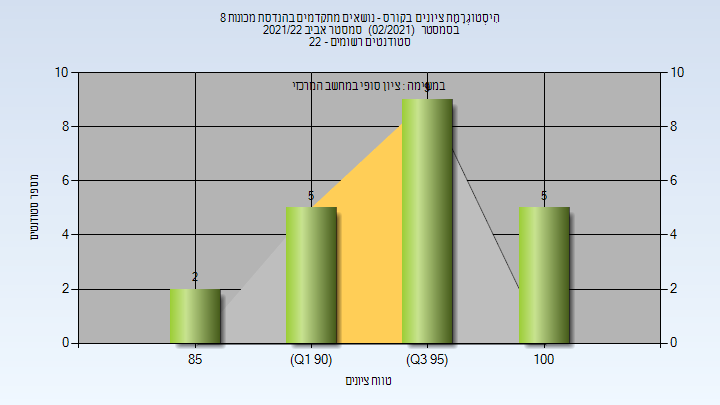 היסטוגרמת ציונים בקורס - נושאים מתקדמים בהנדסת מכונות 8
בסמסטר (02/2021) סמסטר אביב 2021/22
סטודנטים רשומים - 22
במשימה : ציון סופי במחשב המרכזי
10 10
8 8
6 6
4 4
2 2
0 0
2 5 9 5
85 (Q1 90) (Q3 95) 100
טווח ציונים
מספר סטודנטים